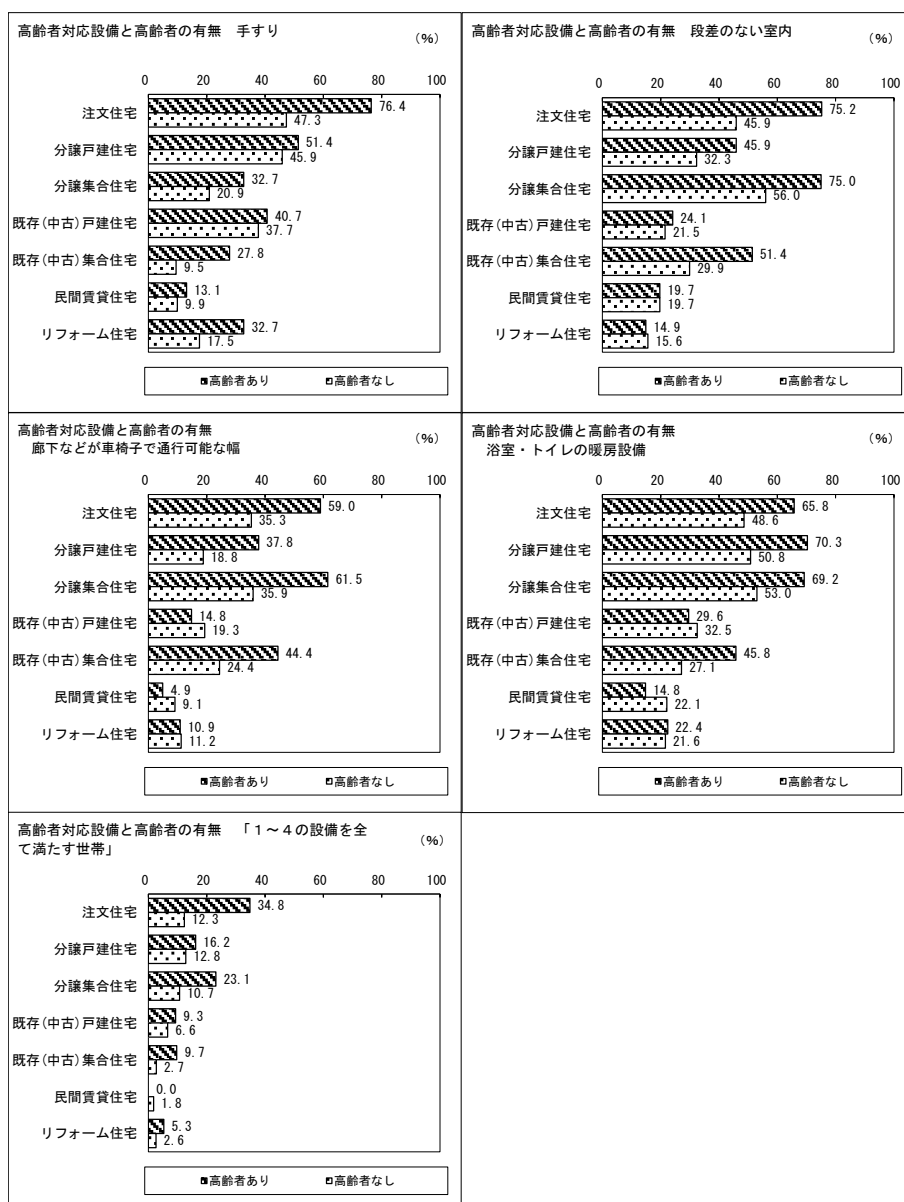 高齢者対応設備と高齢者の有無　手すり
(%)
0 20 40 60 80 100
注文住宅 76.4
47.3
分譲戸建住宅 51.4
45.9
分譲集合住宅 32.7
20.9
既存(中古)戸建住宅 40.7
37.7
既存(中古)集合住宅 27.8
9.5
民間賃貸住宅 13.1
9.9
リフォーム住宅 32.7
17.5
高齢者あり 高齢者なし
高齢者対応設備と高齢者の有無　段差のない室内
(%)
0 20 40 60 80 100
注文住宅 75.2
45.9
分譲戸建住宅 45.9
32.3
分譲集合住宅 75.0
56.0
既存(中古)戸建住宅 24.1
21.5
既存(中古)集合住宅 51.4
29.9
民間賃貸住宅 19.7
19.7
リフォーム住宅 14.9
15.6
高齢者あり 高齢者なし
高齢者対応設備と高齢者の有無
廊下などが車椅子で通行可能な幅
(%)
0 20 40 60 80 100
注文住宅 59.0
35.3
分譲戸建住宅 37.8
18.8
分譲集合住宅 61.5
35.9
既存(中古)戸建住宅 14.8
19.3
既存(中古)集合住宅 44.4
24.4
民間賃貸住宅 4.9
9.1
リフォーム住宅 10.9
11.2
高齢者あり 高齢者なし
高齢者対応設備と高齢者の有無
浴室・トイレの暖房設備
(%)
0 20 40 60 80 100
注文住宅 65.8
48.6
分譲戸建住宅 70.3
50.8
分譲集合住宅 69.2
53.0
既存(中古)戸建住宅 29.6
32.5
既存(中古)集合住宅 45.8
27.1
民間賃貸住宅 14.8
22.1
リフォーム住宅 22.4
21.6
高齢者あり 高齢者なし
高齢者対応設備と高齢者の有無　「1～4の設備を全
て満たす世帯」
(%)
0 20 40 60 80 100
注文住宅 34.8
12.3
分譲戸建住宅 16.2
12.8
分譲集合住宅 23.1
10.7
既存(中古)戸建住宅 9.3
6.6
既存(中古)集合住宅 9.7
2.7
民間賃貸住宅 0.0
1.8
リフォーム住宅 5.3
2.6
高齢者あり 高齢者なし